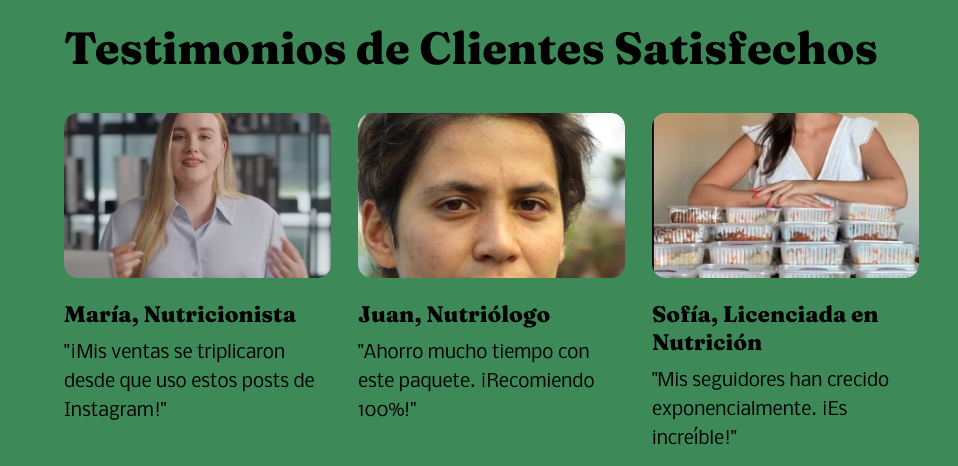 Testimonios de Clientes Satisfechos
María, Nutricionista
"¡Mis ventas se triplicaron
desde que uso estos posts de
Instagram!"
Juan, Nutriólogo
"Ahorro mucho tiempo con
este paquete. ¡Recomiendo
100%!"
Sofía, Licenciada en
Nutrición
"Mis seguidores han crecido
exponencialmente. ¡Es
increíble!"